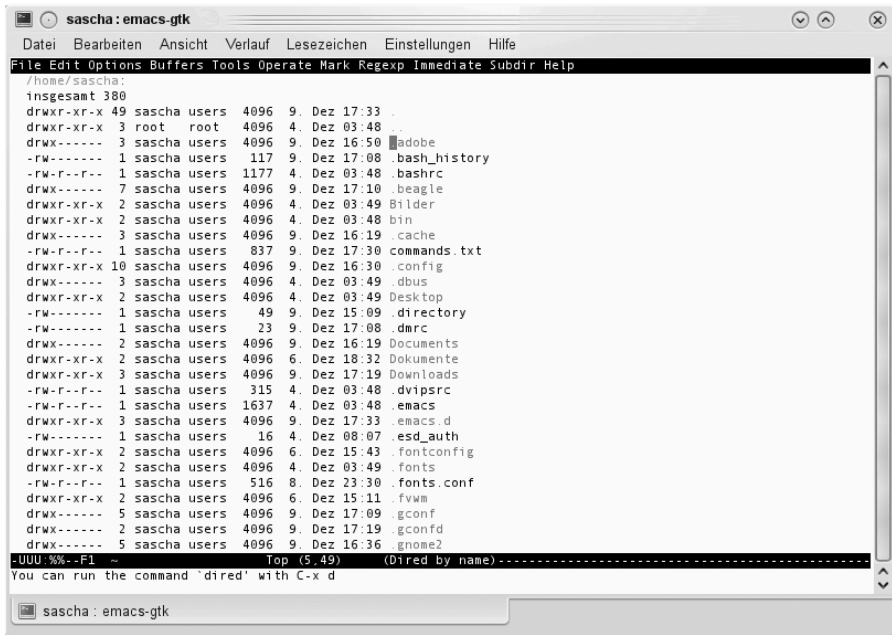 sascha : emacs-gtk
Datei Bearbeiten Ansicht Verlauf Lesezeichen Einstellungen Hilfe
File Edit Options Buffers Tools Operate Mark Regexp Immediate Subdir Help
/home/sascha:
insgesamt 380
drwxr-xr-x 49 sascha users 4096 9. Dez 17:33 .
drwxr-xr-x 3 root root 4096 4. Dez 03:48 ..
drwx------ 3 sascha users 4096 9. Dez 16:50 .adobe
-rw------- 1 sascha users 117 9. Dez 17:08 .bash_history
-rw-r--r-- 1 sascha users 1177 4. Dez 03:48 .bashrc
drwx------ 7 sascha users 4096 9. Dez 17:10 .beagle
drwxr-xr-x 2 sascha users 4096 4. Dez 03:49 Bilder
drwxr-xr-x 2 sascha users 4096 4. Dez 03:48 bin
drwx------ 3 sascha users 4096 9. Dez 16:19 .cache
-rw-r--r-- 1 sascha users 837 9. Dez 17:30 commands.txt
drwxr-xr-x 10 sascha users 4096 9. Dez 16:30 .config
drwx------ 3 sascha users 4096 4. Dez 03:49 .dbus
drwxr-xr-x 2 sascha users 4096 4. Dez 03:49 Desktop
-rw------- 1 sascha users 49 9. Dez 15:09 .directory
-rw------- 1 sascha users 23 9. Dez 17:08 .dmrc
drwx------ 2 sascha users 4096 9. Dez 16:19 Documents
drwxr-xr-x 2 sascha users 4096 6. Dez 18:32 Dokumente
drwxr-xr-x 3 sascha users 4096 9. Dez 17:19 Downloads
-rw-r--r-- 1 sascha users 315 4. Dez 03:48 .dvipsrc
-rw-r--r-- 1 sascha users 1637 4. Dez 03:48 .emacs
drwxr-xr-x 3 sascha users 4096 9. Dez 17:33 .emacs.d
-rw------- 1 sascha users 16 4. Dez 08:07 .esd_auth
drwxr-xr-x 2 sascha users 4096 6. Dez 15:43 .fontconfig
drwxr-xr-x 2 sascha users 4096 4. Dez 03:49 .fonts
-rw-r--r-- 1 sascha users 516 8. Dez 23:30 .fonts.conf
drwxr-xr-x 2 sascha users 4096 6. Dez 15:11 .fvwm
drwx------ 5 sascha users 4096 9. Dez 17:09 .gconf
drwx------ 2 sascha users 4096 9. Dez 17:19 .gconfd
drwx------ 5 sascha users 4096 9. Dez 16:36 .gnome2
-UUU:%%--F1 ~ Top (5,49) (Dired by name)--------------------------------------------------
You can run the command `dired' with C-x d
sascha : emacs-gtk